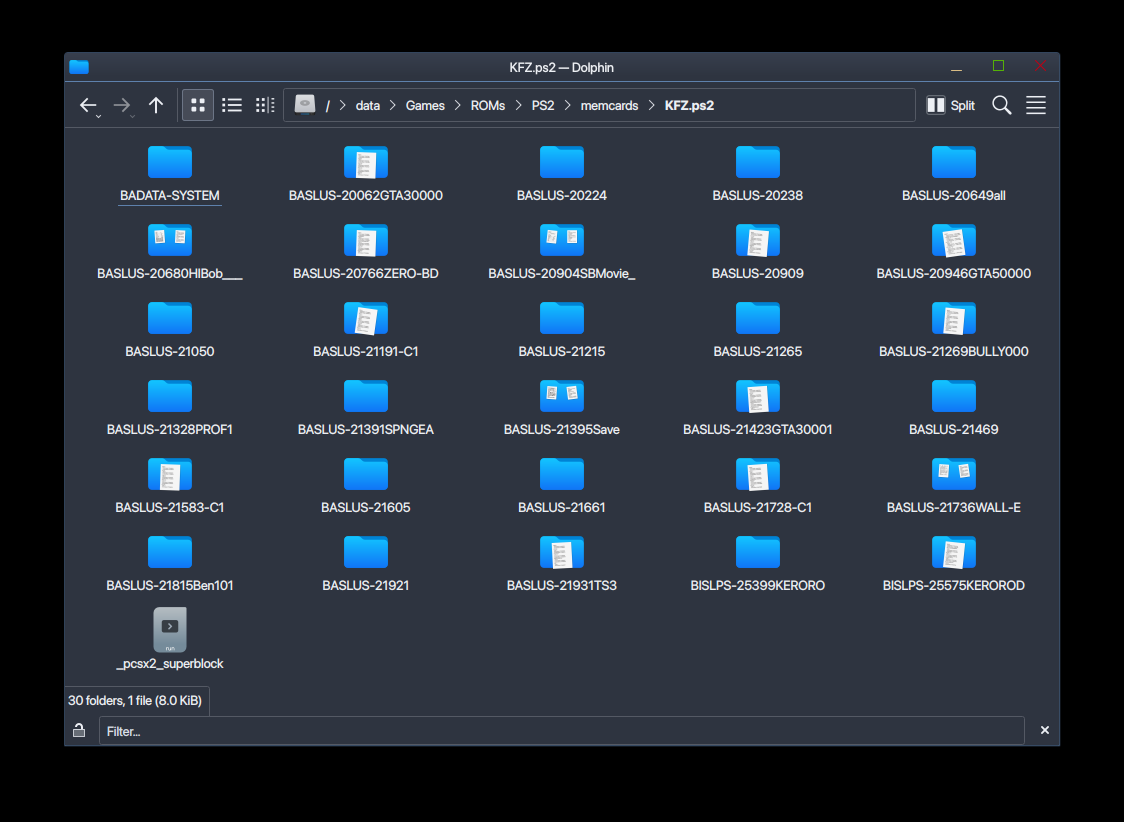 KFZ.ps2 — Dolphin
/ > data > Games > ROMs > PS2 > memcards > KFZ.ps2 Split
BADATA-SYSTEM BASLUS-20062GTA30000 BASLUS-20224 BASLUS-20238 BASLUS-20649all
BASLUS-20680HIBob___ BASLUS-20766ZERO-BD BASLUS-20904SBMovie_ BASLUS-20909 BASLUS-20946GTA50000
BASLUS-21050 BASLUS-21191-C1 BASLUS-21215 BASLUS-21265 BASLUS-21269BULLY000
BASLUS-21328PROF1 BASLUS-21391SPNGEA BASLUS-21395Save BASLUS-21423GTA30001 BASLUS-21469
BASLUS-21583-C1 BASLUS-21605 BASLUS-21661 BASLUS-21728-C1 BASLUS-21736WALL-E
BASLUS-21815Ben101 BASLUS-21921 BASLUS-21931TS3 BISLPS-25399KERORO BISLPS-25575KEROROD
run
_pcsx2_superblock
30 folders, 1 file (8.0 KiB)
Filter...